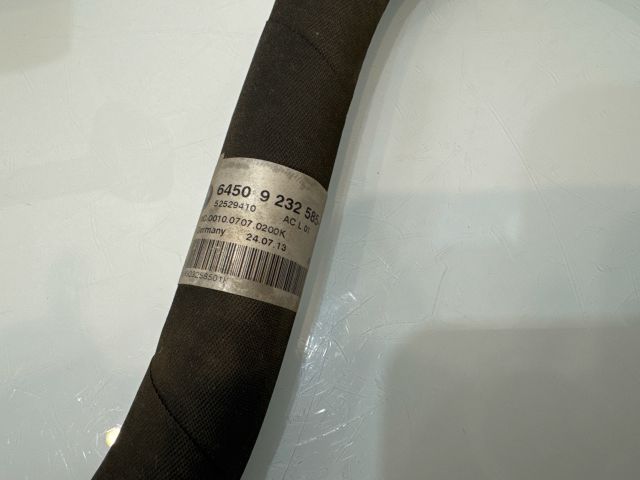 6450 9 232 585
52529410 AC L 01
0010.0707.0200K
Germany 24.07.13